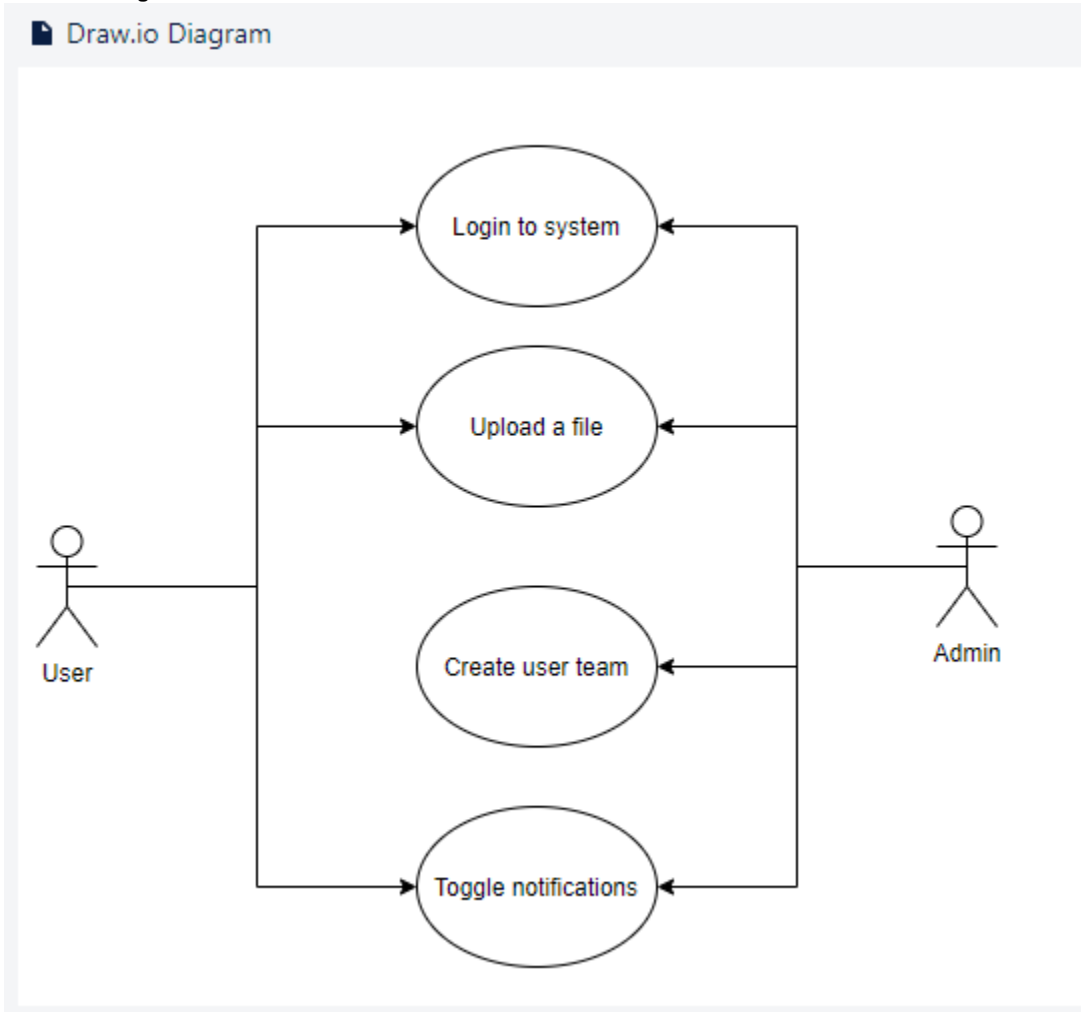 Draw.io Diagram
Login to system
Upload a file
User
Create user team
Admin
Toggle notifications